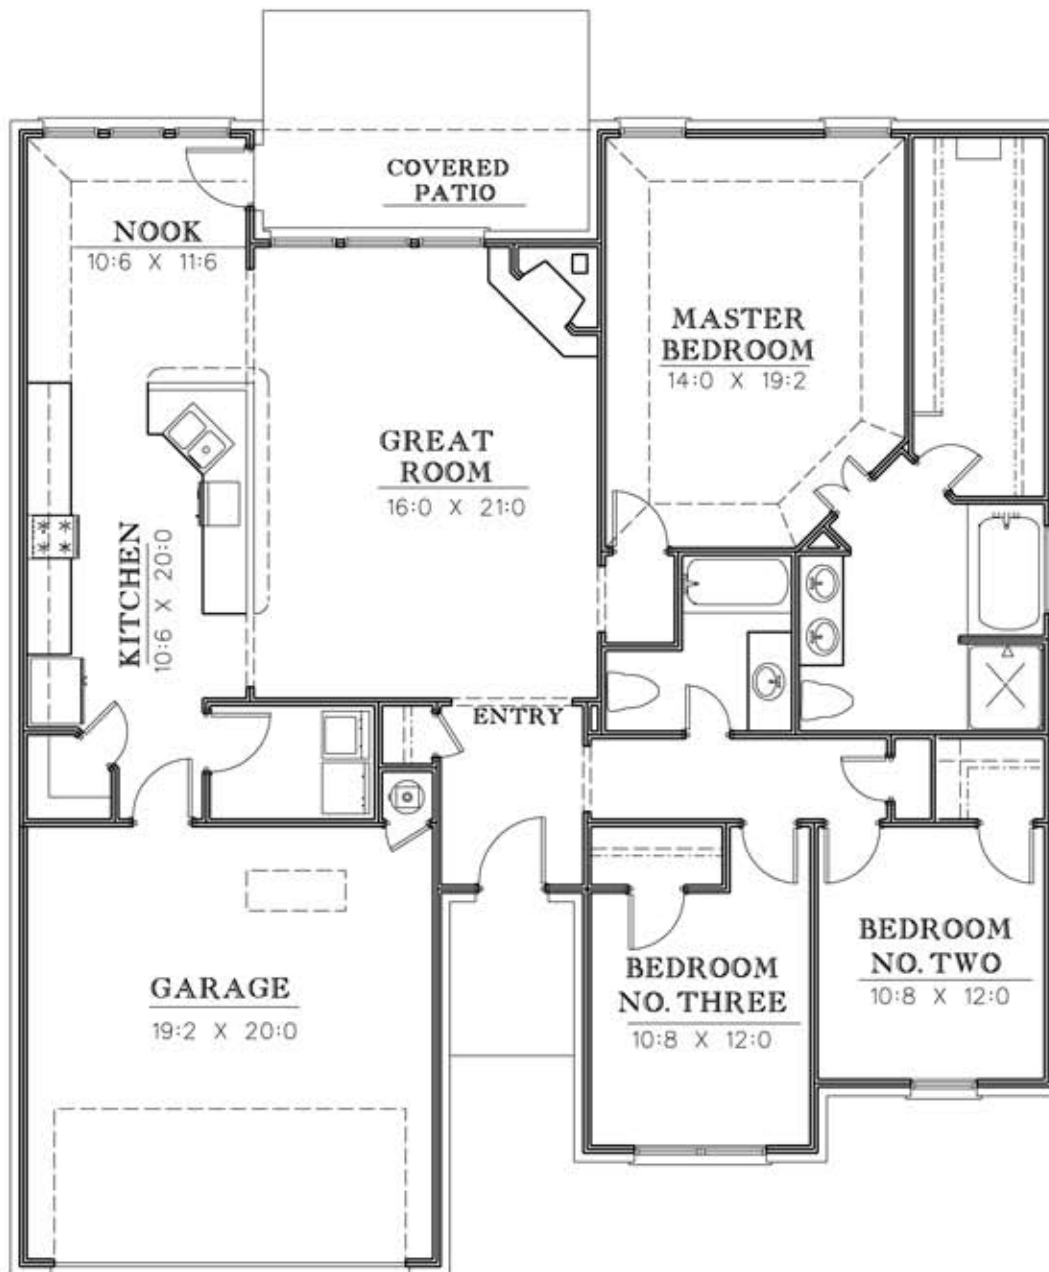 COVERED
PATIO
NOOK
10:6 X 11:6
MASTER
BEDROOM
14:0 X 19:2
GREAT
ROOM
16:0 X 21:0
KITCHEN
10:6 X 20:0
ENTRY
BEDROOM
NO. TWO
10:8 X 12:0
BEDROOM
NO. THREE
10:8 X 12:0
GARAGE
19:2 X 20:0